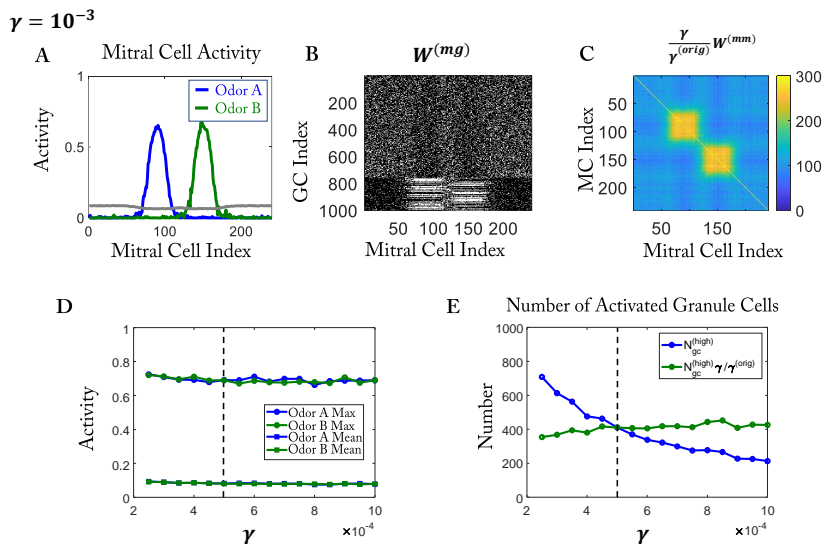 γ = 10⁻³
A
Mitral Cell Activity
1
0.5
0
Activity
Odor A
Odor B
0
100
200
Mitral Cell Index
B
W⁽ᵐᵍ⁾
GC Index
200
400
600
800
1000
50
100
150
200
Mitral Cell Index
C
γ/γ⁽ᵒʳⁱᵍ⁾ W⁽ᵐᵐ⁾
MC Index
50
100
150
200
50
150
Mitral Cell Index
300
200
100
0
D
Activity
1
0.8
0.6
0.4
0.2
0
Odor A Max
Odor B Max
Odor A Mean
Odor B Mean
2
4
6
8
10
×10⁻⁴
γ
E
Number of Activated Granule Cells
Number
1000
800
600
400
200
0
N_gc^(high)
N_gc^(high) γ/γ^(orig)
2
4
6
8
10
×10⁻⁴
γ